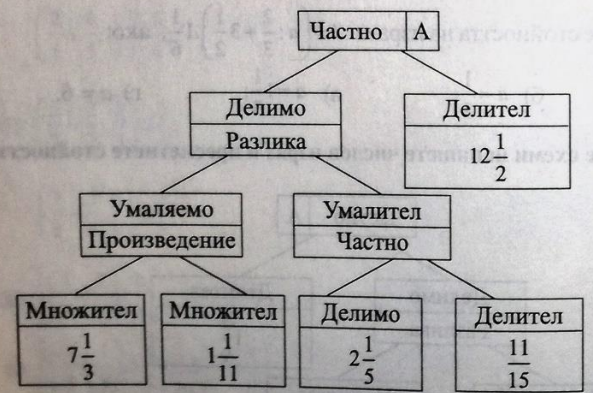 Частно А
Делимо
Разлика
Делител
12 1/2
Умаляемо
Произведение
Умалител
Частно
Множител
7 1/3
Множител
1 1/11
Делимо
2 1/5
Делител
11/15